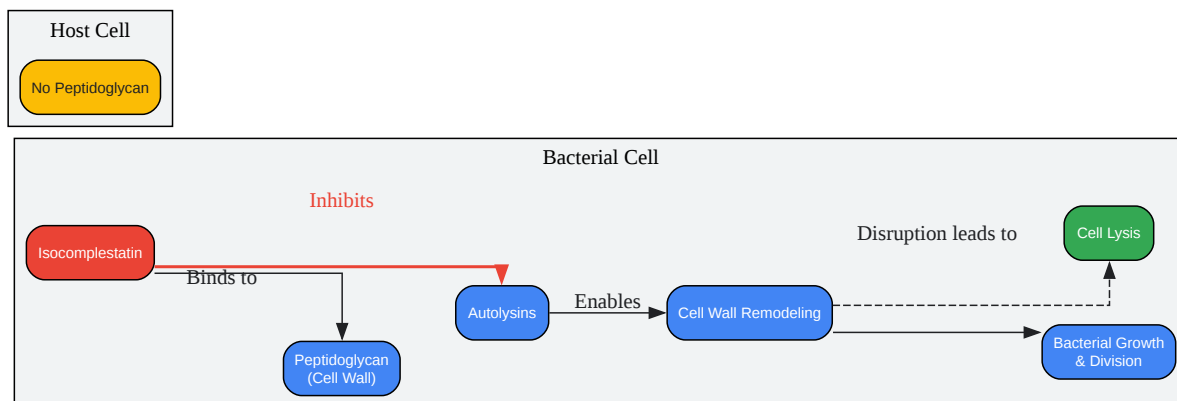 Host Cell
No Peptidoglycan
Bacterial Cell
Inhibits
Isocomplestatin
Binds to
Disruption leads to
Cell Lysis
Autolysins
Enables
Cell Wall Remodeling
Peptidoglycan
(Cell Wall)
Bacterial Growth
& Division